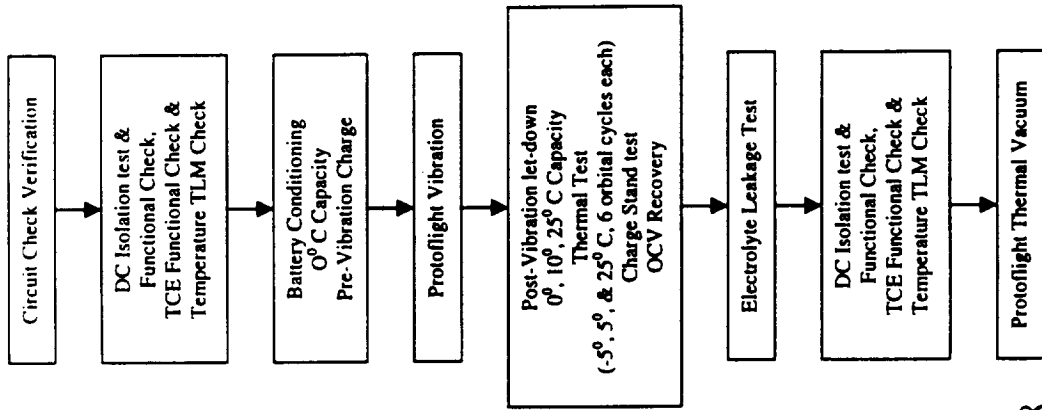 Circuit Check Verification
DC Isolation test &
Functional Check,
TCE Functional Check &
Temperature TLM Check
Battery Conditioning
0⁰ C Capacity
Pre-Vibration Charge
Protoflight Vibration
Post-Vibration let-down
0⁰, 10⁰, 25⁰ C Capacity
Thermal Test
(-5⁰, 5⁰, & 25⁰ C, 6 orbital cycles each)
Charge Stand test
OCV Recovery
Electrolyte Leakage Test
DC Isolation test &
Functional Check,
TCE Functional Check &
Temperature TLM Check
Protoflight Thermal Vacuum